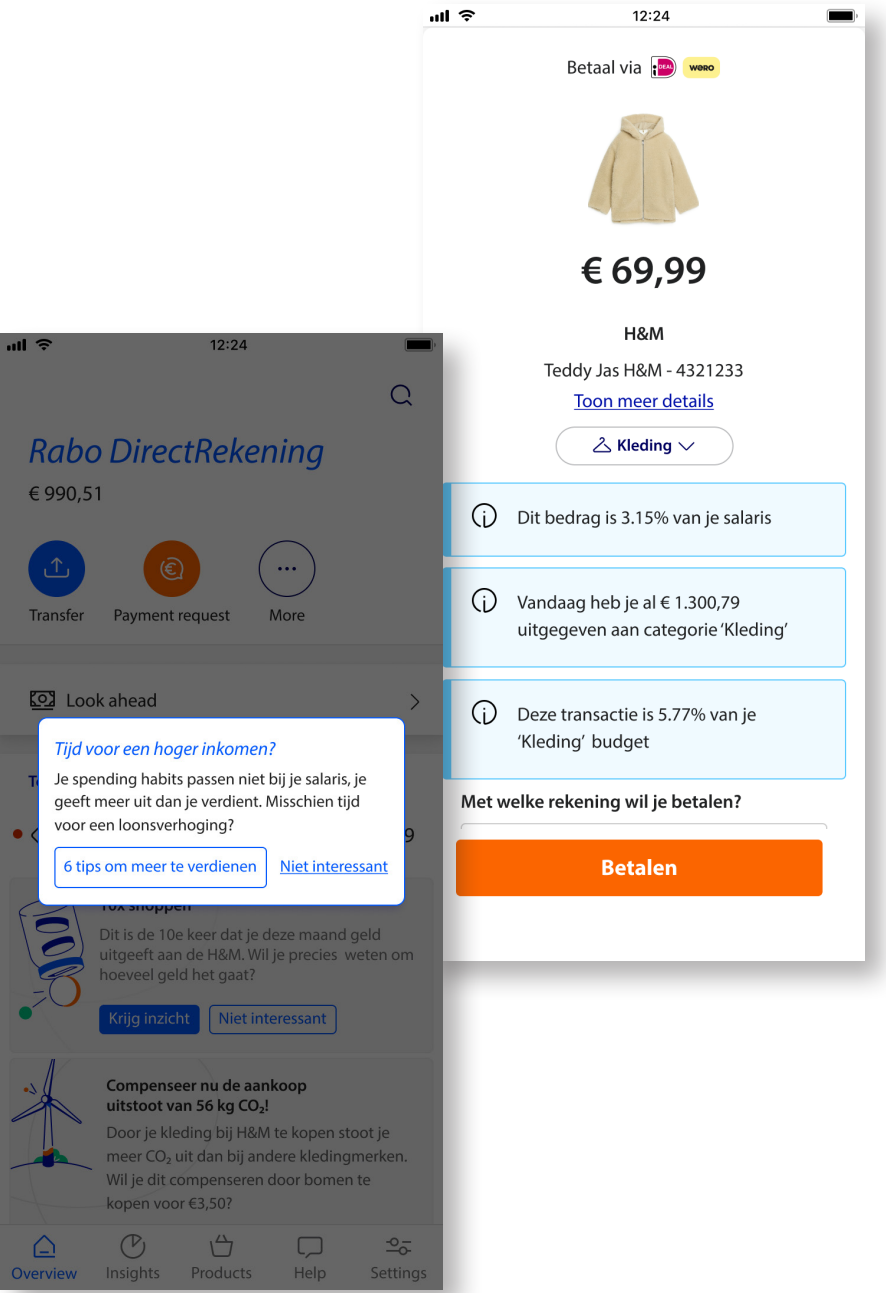 12:24
Betaal via iDEAL wero
€ 69,99
H&M
Teddy Jas H&M - 4321233
Toon meer details
Kleding
Dit bedrag is 3.15% van je salaris
Vandaag heb je al € 1.300,79
uitgegeven aan categorie ‘Kleding’
Deze transactie is 5.77% van je
‘Kleding’ budget
Met welke rekening wil je betalen?
Betalen
12:24
Rabo DirectRekening
€ 990,51
Transfer
Payment request
More
Look ahead
Tijd voor een hoger inkomen?
Je spending habits passen niet bij je salaris, je
geeft meer uit dan je verdient. Misschien tijd
voor een loonsverhoging?
6 tips om meer te verdienen
Niet interessant
9
10x shoppen
Dit is de 10e keer dat je deze maand geld
uitgeeft aan de H&M. Wil je precies weten om
hoeveel geld het gaat?
Krijg inzicht
Niet interessant
Compenseer nu de aankoop
uitstoot van 56 kg CO₂!
Door je kleding bij H&M te kopen stoot je
meer CO₂ uit dan bij andere kledingmerken.
Wil je dit compenseren door bomen te
kopen voor €3,50?
Overview
Insights
Products
Help
Settings